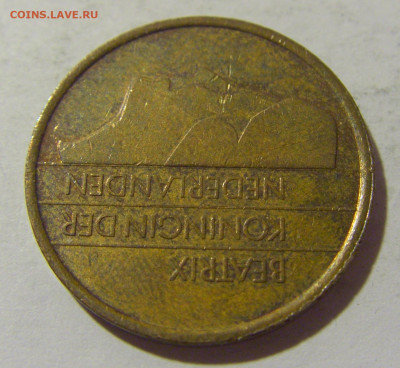 COINS.LAVE.RU
BEATRIX
KONINGIN DER
NEDERLANDEN